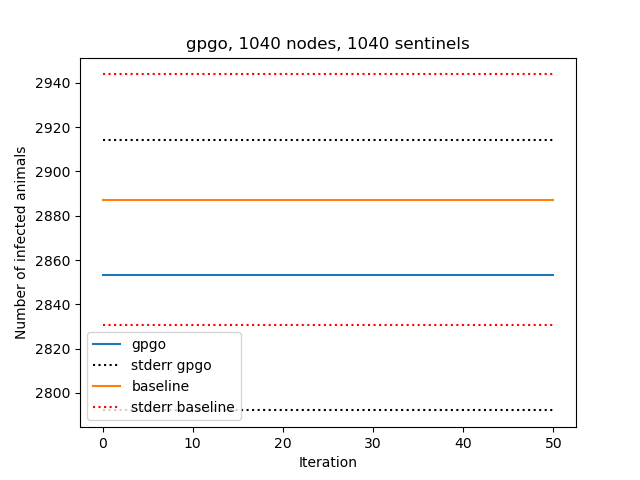 gpgo, 1040 nodes, 1040 sentinels
Number of infected animals
2940
2920
2900
2880
2860
2840
2820
2800
gpgo
stderr gpgo
baseline
stderr baseline
0 10 20 30 40 50
Iteration